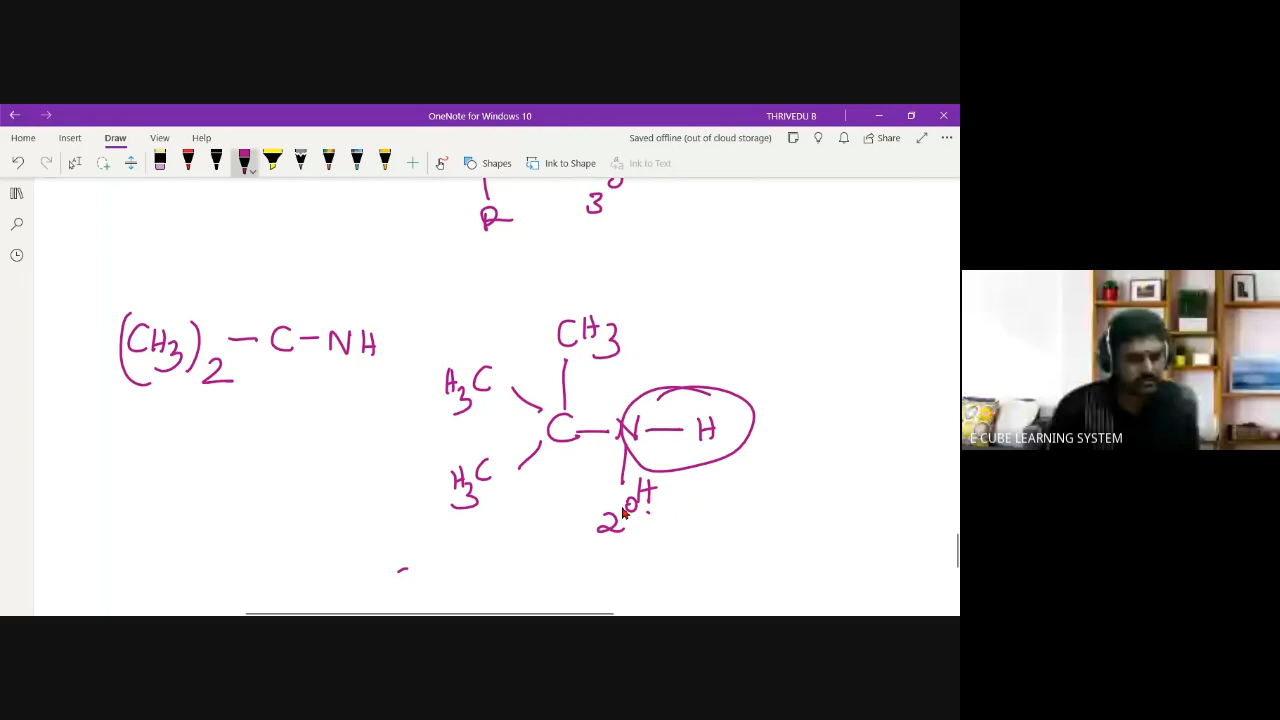 OneNote for Windows 10
THRIVEDU B
Home Insert Draw View Help
Saved offline (out of cloud storage)
Share
Shapes
Ink to Shape
Ink to Text
R
3°
(CH3)2 – C – NH
CH3
H3C
C – N – H
H3C
H
2°
E CUBE LEARNING SYSTEM